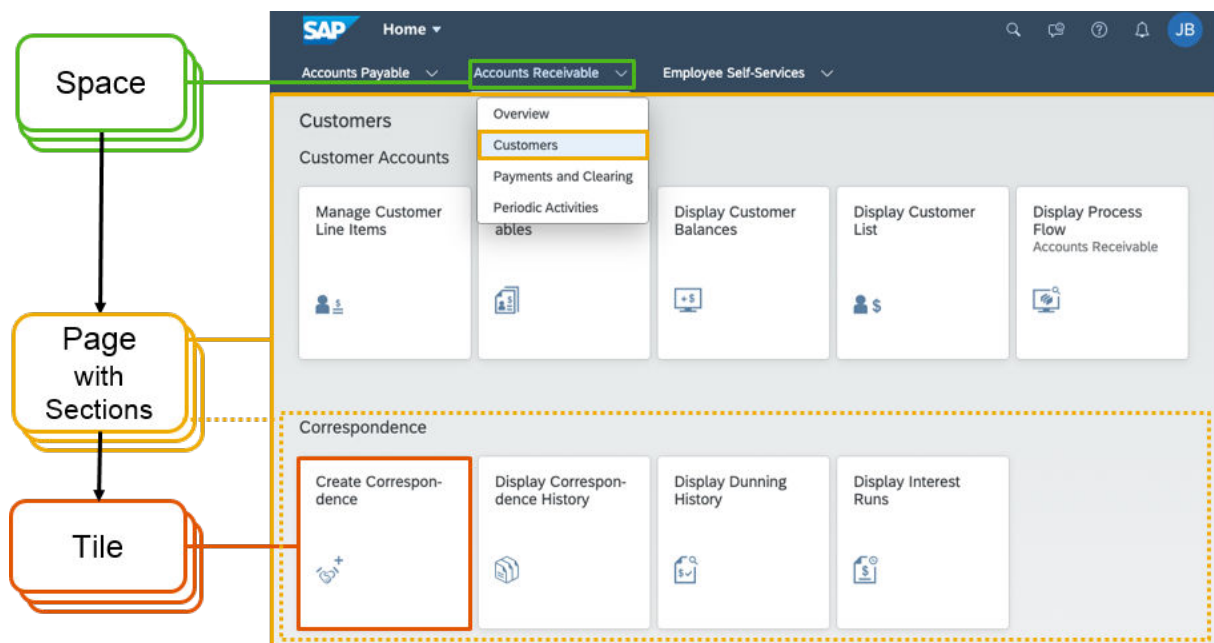 Space
Page
with
Sections
Tile
SAP
Home
JB
Accounts Payable
Accounts Receivable
Employee Self-Services
Customers
Customer Accounts
Overview
Customers
Payments and Clearing
Periodic Activities
Manage Customer
Line Items
ables
Display Customer
Balances
Display Customer
List
Display Process
Flow
Accounts Receivable
Correspondence
Create Correspon-
dence
Display Correspon-
dence History
Display Dunning
History
Display Interest
Runs